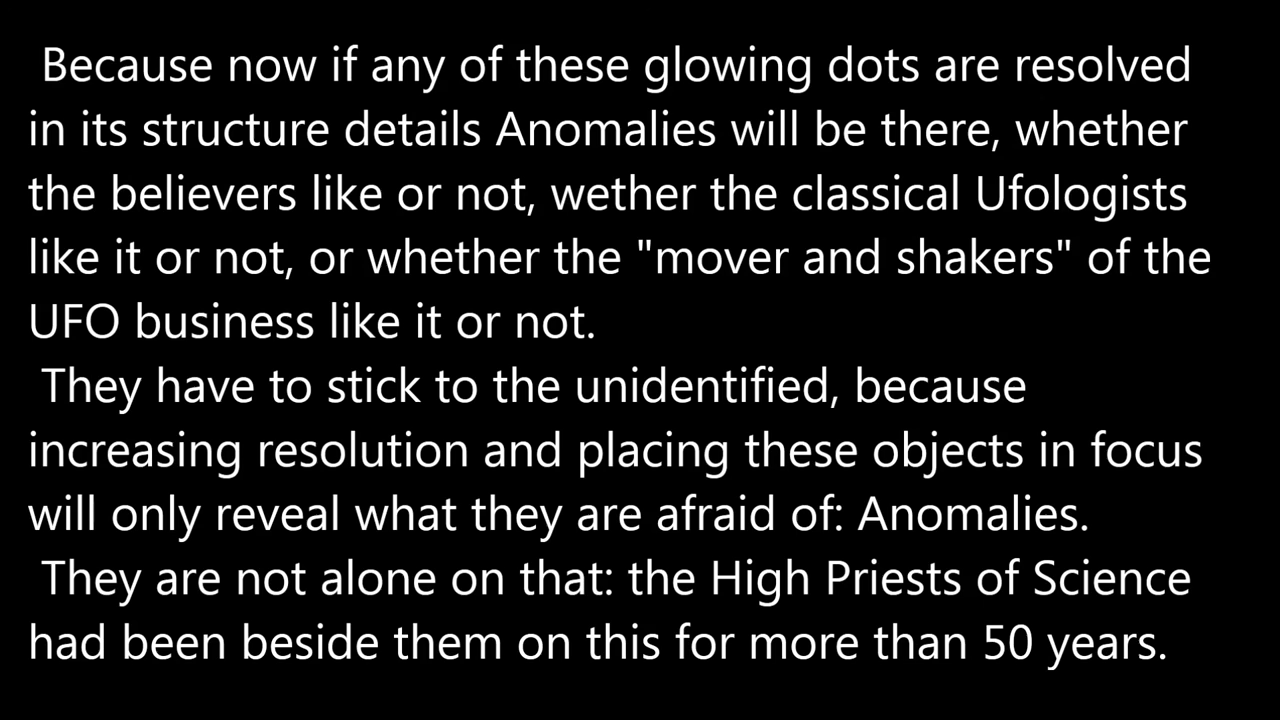 Because now if any of these glowing dots are resolved
in its structure details Anomalies will be there, whether
the believers like or not, wether the classical Ufologists
like it or not, or whether the "mover and shakers" of the
UFO business like it or not.
They have to stick to the unidentified, because
increasing resolution and placing these objects in focus
will only reveal what they are afraid of: Anomalies.
They are not alone on that: the High Priests of Science
had been beside them on this for more than 50 years.